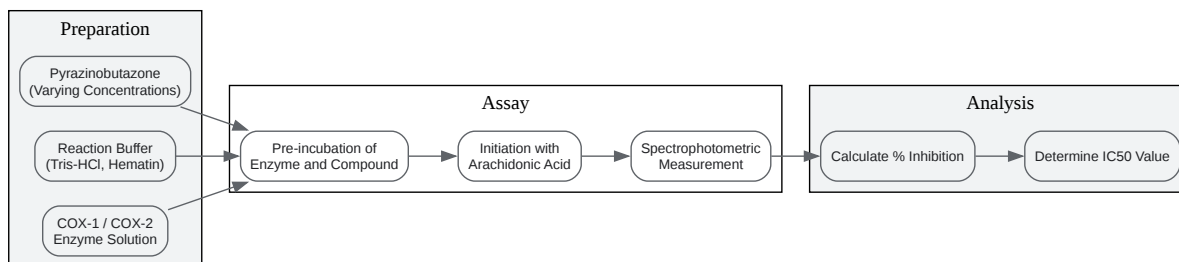 Preparation
Pyrazinobutazone
(Varying Concentrations)
Reaction Buffer
(Tris-HCl, Hematin)
COX-1 / COX-2
Enzyme Solution
Assay
Pre-incubation of
Enzyme and Compound
Initiation with
Arachidonic Acid
Spectrophotometric
Measurement
Analysis
Calculate % Inhibition
Determine IC50 Value